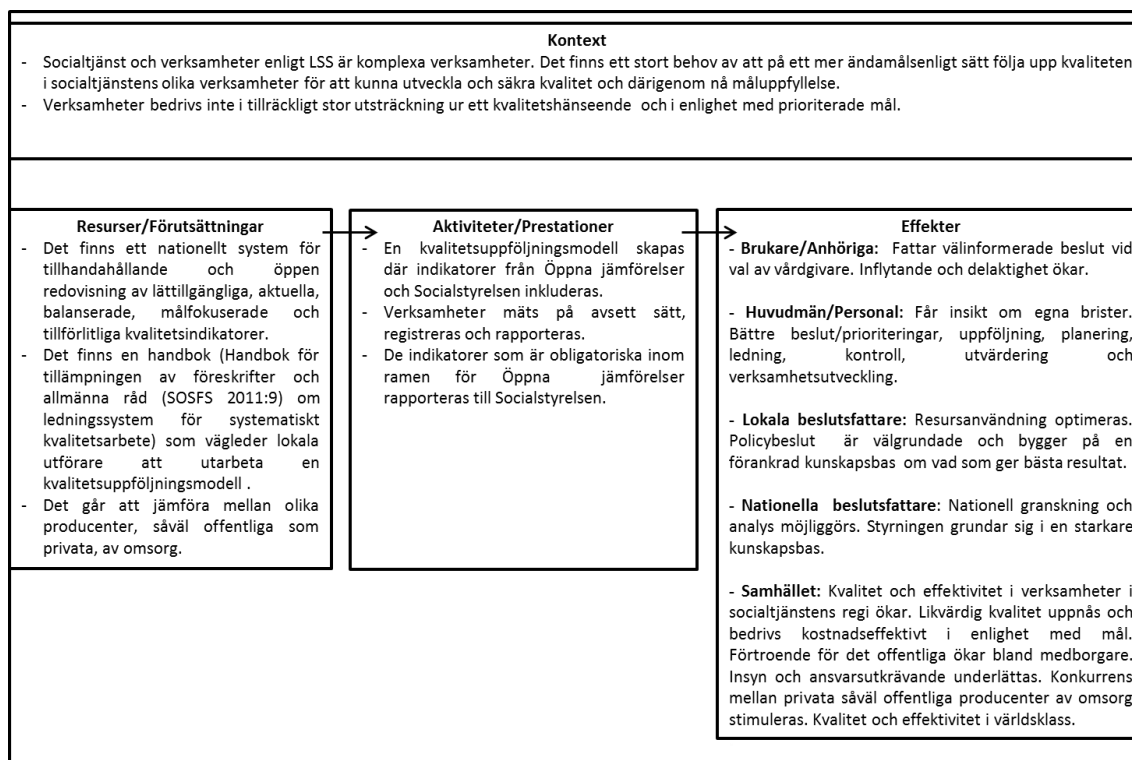 Kontext
- Socialtjänst och verksamheter enligt LSS är komplexa verksamheter. Det finns ett stort behov av att på ett mer ändamålsenligt sätt följa upp kvaliteten
i socialtjänstens olika verksamheter för att kunna utveckla och säkra kvalitet och därigenom nå måluppfyllelse.
- Verksamheter bedrivs inte i tillräckligt stor utsträckning ur ett kvalitetshänseende och i enlighet med prioriterade mål.
Resurser/Förutsättningar
- Det finns ett nationellt system för
tillhandahållande och öppen
redovisning av lättillgängliga, aktuella,
balanserade, målfokuserade och
tillförlitliga kvalitetsindikatorer.
- Det finns en handbok (Handbok för
tillämpningen av föreskrifter och
allmänna råd (SOSFS 2011:9) om
ledningssystem för systematiskt
kvalitetsarbete) som vägleder lokala
utförare att utarbeta en
kvalitetsuppföljningsmodell .
- Det går att jämföra mellan olika
producenter, såväl offentliga som
privata, av omsorg.
Aktiviteter/Prestationer
- En kvalitetsuppföljningsmodell skapas
där indikatorer från Öppna jämförelser
och Socialstyrelsen inkluderas.
- Verksamheter mäts på avsett sätt,
registreras och rapporteras.
- De indikatorer som är obligatoriska inom
ramen för Öppna jämförelser
rapporteras till Socialstyrelsen.
Effekter
- Brukare/Anhöriga: Fattar välinformerade beslut vid
val av vårdgivare. Inflytande och delaktighet ökar.
- Huvudmän/Personal: Får insikt om egna brister.
Bättre beslut/prioriteringar, uppföljning, planering,
ledning, kontroll, utvärdering och
verksamhetsutveckling.
- Lokala beslutsfattare: Resursanvändning optimeras.
Policybeslut är välgrundade och bygger på en
förankrad kunskapsbas om vad som ger bästa resultat.
- Nationella beslutsfattare: Nationell granskning och
analys möjliggörs. Styrningen grundar sig i en starkare
kunskapsbas.
- Samhället: Kvalitet och effektivitet i verksamheter i
socialtjänstens regi ökar. Likvärdig kvalitet uppnås och
bedrivs kostnadseffektivt i enlighet med mål.
Förtroende för det offentliga ökar bland medborgare.
Insyn och ansvarsutkrävande underlättas. Konkurrens
mellan privata såväl offentliga producenter av omsorg
stimuleras. Kvalitet och effektivitet i världsklass.